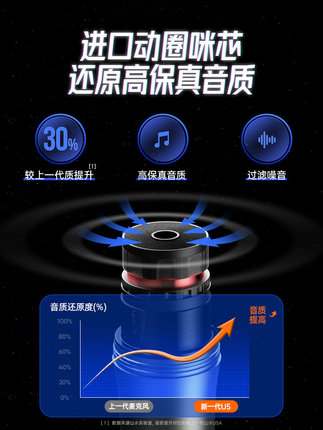 进口动圈咪芯
还原高保真音质
30%
较上一代质提升[1]
高保真音质
过滤噪音
音质还原度(%)
100%
80%
60%
40%
20%
0%
音质
提高
上一代麦克风
新一代U5